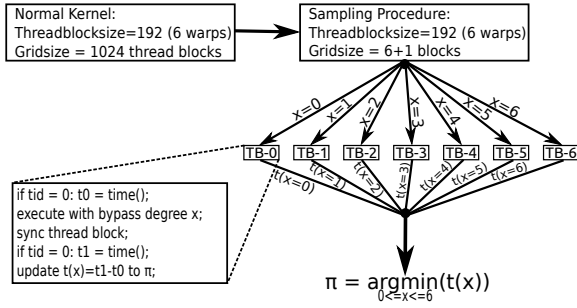 Normal Kernel:
Threadblocksize=192 (6 warps)
Gridsize = 1024 thread blocks
Sampling Procedure:
Threadblocksize=192 (6 warps)
Gridsize = 6+1 blocks
x=0
x=1
x=2
x=3
x=4
x=5
x=6
TB-0
TB-1
TB-2
TB-3
TB-4
TB-5
TB-6
t(x=0)
t(x=1)
t(x=2)
t(x=3)
t(x=4)
t(x=5)
t(x=6)
if tid = 0: t0 = time();
execute with bypass degree x;
sync thread block;
if tid = 0: t1 = time();
update t(x)=t1-t0 to π;
π = argmin(t(x))
0<=x<=6